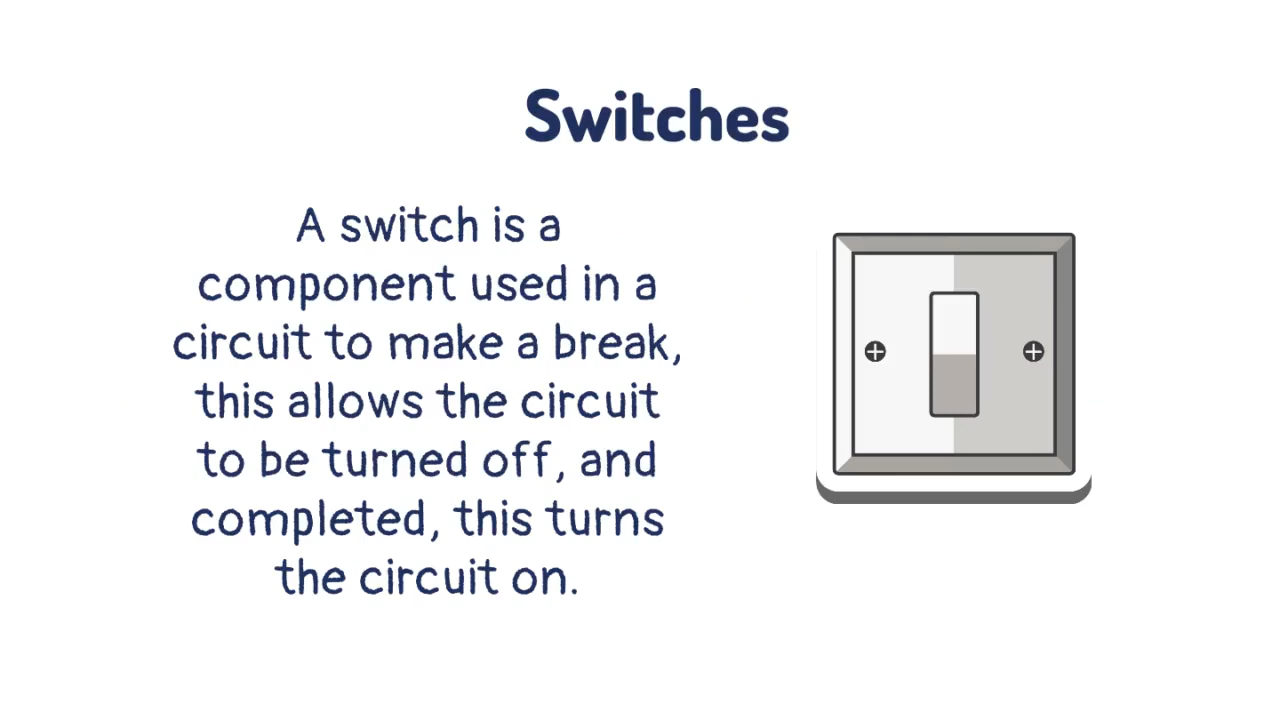 Switches
A switch is a
component used in a
circuit to make a break,
this allows the circuit
to be turned off, and
completed, this turns
the circuit on.